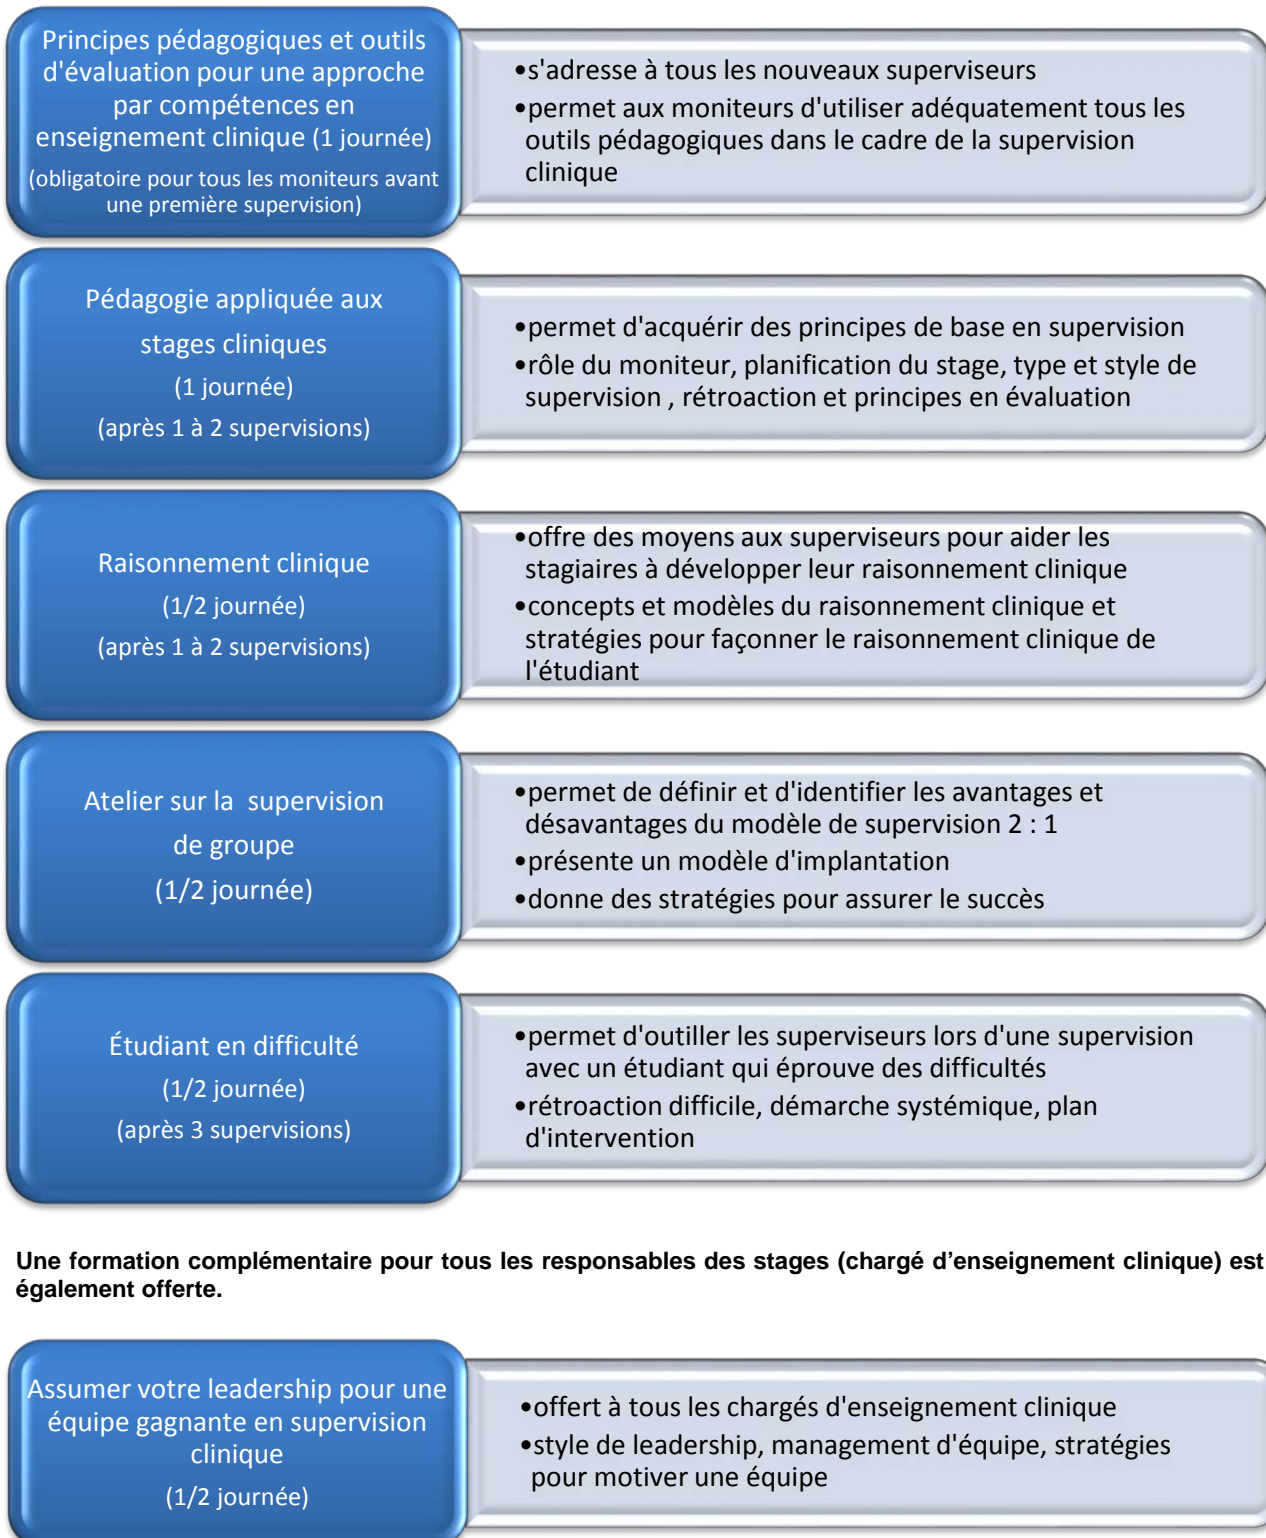 Principes pédagogiques et outils
d'évaluation pour une approche
par compétences en
enseignement clinique (1 journée)
(obligatoire pour tous les moniteurs avant
une première supervision)
•s'adresse à tous les nouveaux superviseurs
•permet aux moniteurs d'utiliser adéquatement tous les
outils pédagogiques dans le cadre de la supervision
clinique
Pédagogie appliquée aux
stages cliniques
(1 journée)
(après 1 à 2 supervisions)
•permet d'acquérir des principes de base en supervision
•rôle du moniteur, planification du stage, type et style de
supervision , rétroaction et principes en évaluation
Raisonnement clinique
(1/2 journée)
(après 1 à 2 supervisions)
•offre des moyens aux superviseurs pour aider les
stagiaires à développer leur raisonnement clinique
•concepts et modèles du raisonnement clinique et
stratégies pour façonner le raisonnement clinique de
l'étudiant
Atelier sur la  supervision
de groupe
(1/2 journée)
•permet de définir et d'identifier les avantages et
désavantages du modèle de supervision 2 : 1
•présente un modèle d'implantation
•donne des stratégies pour assurer le succès
Étudiant en difficulté
(1/2 journée)
(après 3 supervisions)
•permet d'outiller les superviseurs lors d'une supervision
avec un étudiant qui éprouve des difficultés
•rétroaction difficile, démarche systémique, plan
d'intervention
Une formation complémentaire pour tous les responsables des stages (chargé d’enseignement clinique) est
également offerte.
Assumer votre leadership pour une
équipe gagnante en supervision
clinique
(1/2 journée)
•offert à tous les chargés d'enseignement clinique
•style de leadership, management d'équipe, stratégies
pour motiver une équipe